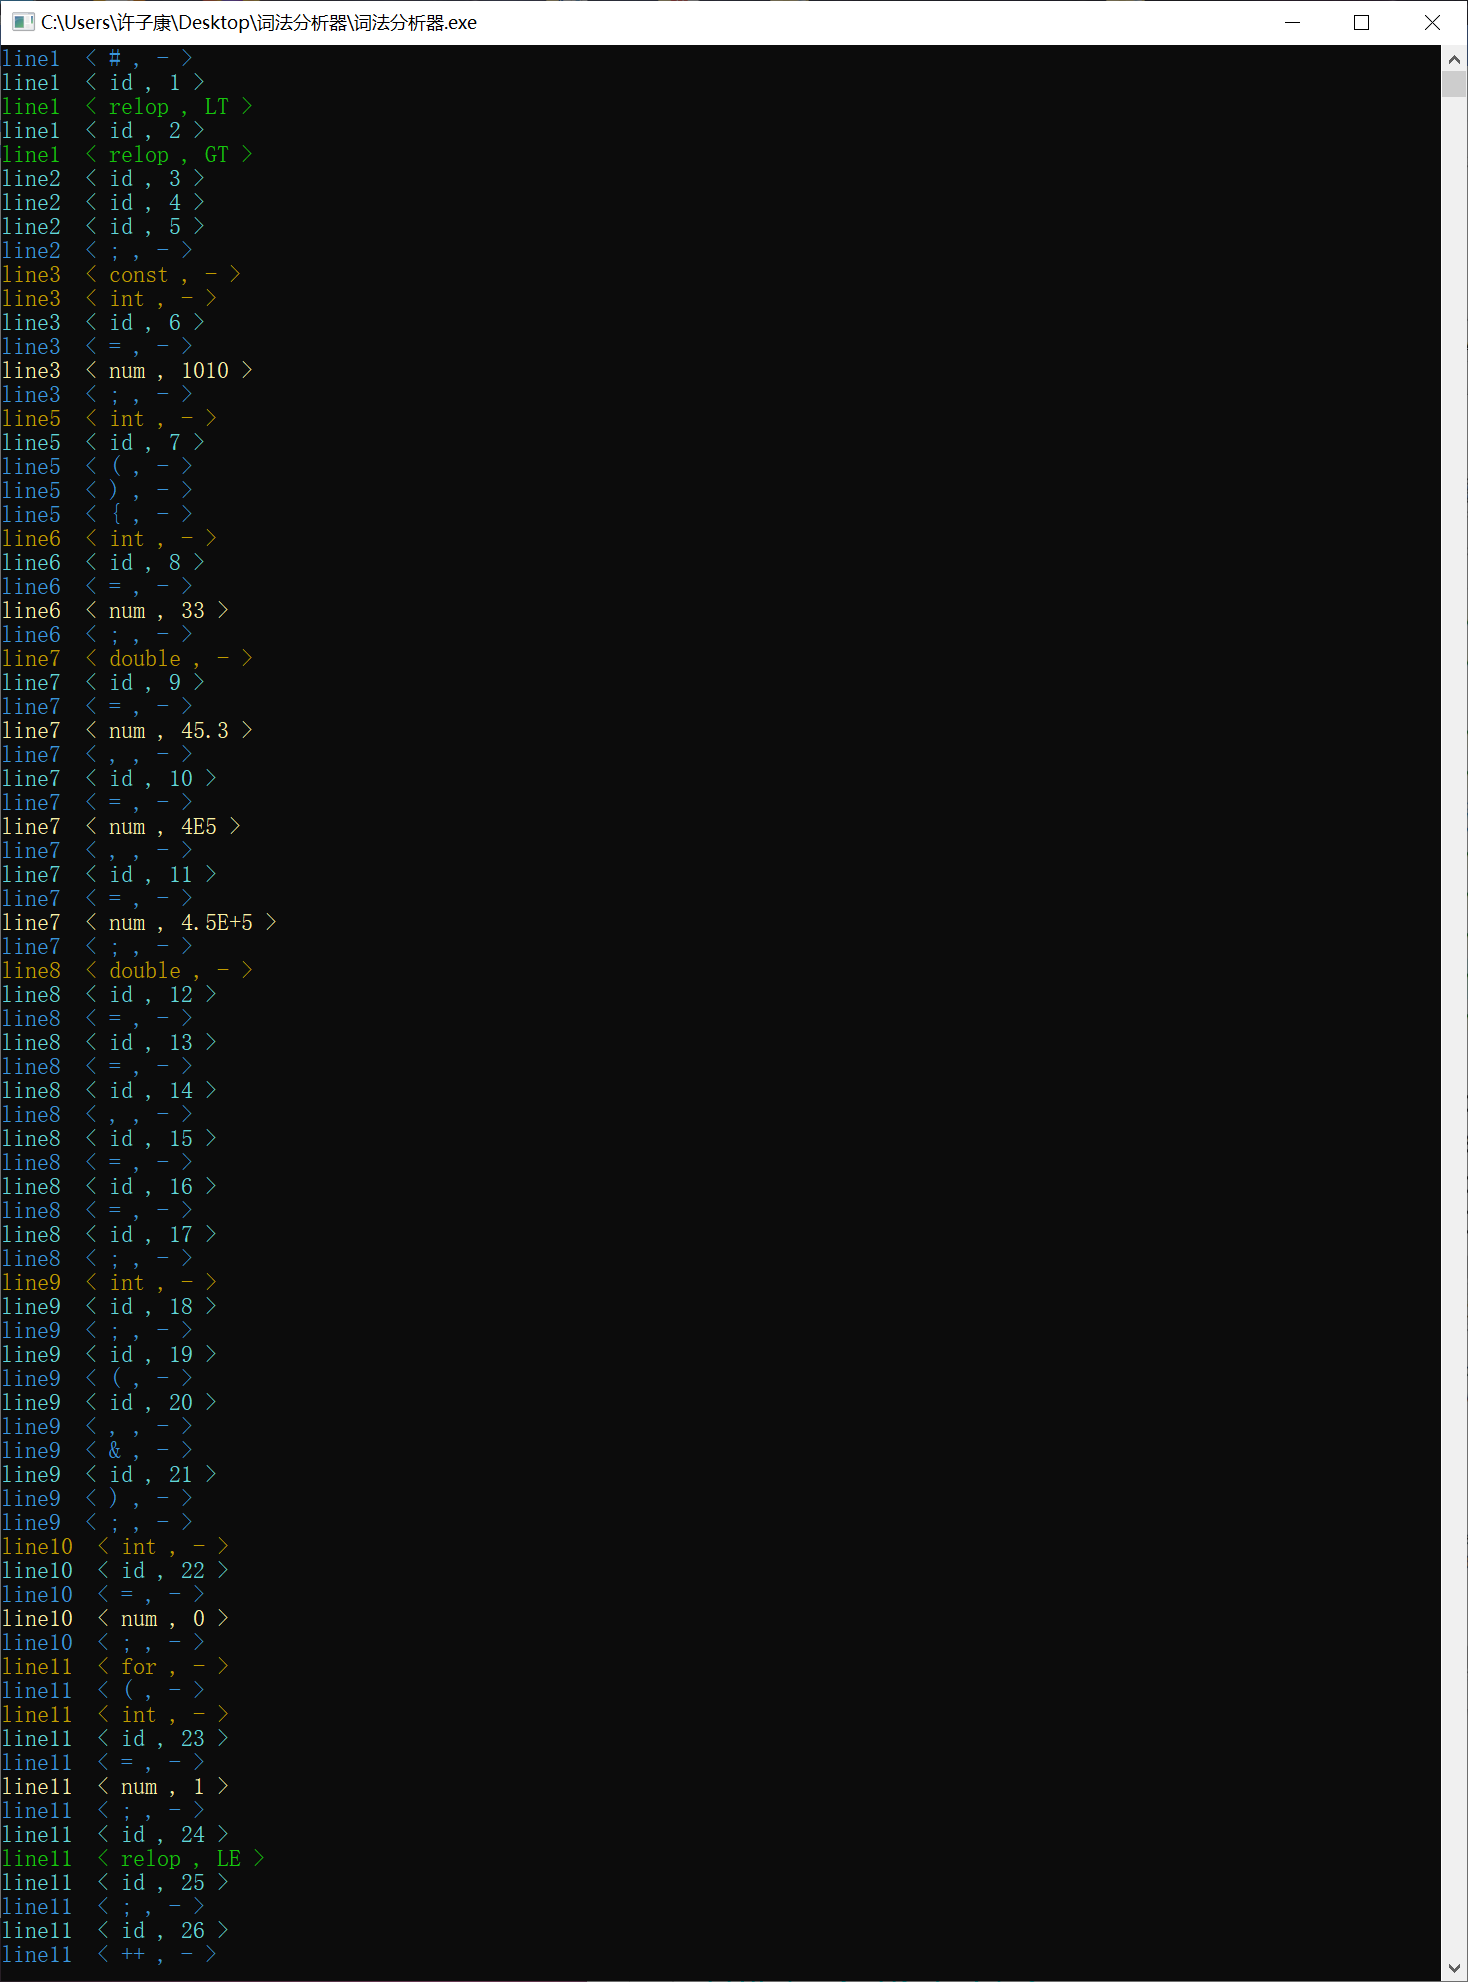 C:\Users\许子康\Desktop\词法分析器\词法分析器.exe
line1  < # , - >
line1  < id , 1 >
line1  < relop , LT >
line1  < id , 2 >
line1  < relop , GT >
line2  < id , 3 >
line2  < id , 4 >
line2  < id , 5 >
line2  < ; , - >
line3  < const , - >
line3  < int , - >
line3  < id , 6 >
line3  < = , - >
line3  < num , 1010 >
line3  < ; , - >
line5  < int , - >
line5  < id , 7 >
line5  < ( , - >
line5  < ) , - >
line5  < { , - >
line6  < int , - >
line6  < id , 8 >
line6  < = , - >
line6  < num , 33 >
line6  < ; , - >
line7  < double , - >
line7  < id , 9 >
line7  < = , - >
line7  < num , 45.3 >
line7  < , , - >
line7  < id , 10 >
line7  < = , - >
line7  < num , 4E5 >
line7  < , , - >
line7  < id , 11 >
line7  < = , - >
line7  < num , 4.5E+5 >
line7  < ; , - >
line8  < double , - >
line8  < id , 12 >
line8  < = , - >
line8  < id , 13 >
line8  < = , - >
line8  < id , 14 >
line8  < , , - >
line8  < id , 15 >
line8  < = , - >
line8  < id , 16 >
line8  < = , - >
line8  < id , 17 >
line8  < ; , - >
line9  < int , - >
line9  < id , 18 >
line9  < ; , - >
line9  < id , 19 >
line9  < ( , - >
line9  < id , 20 >
line9  < , , - >
line9  < & , - >
line9  < id , 21 >
line9  < ) , - >
line9  < ; , - >
line10  < int , - >
line10  < id , 22 >
line10  < = , - >
line10  < num , 0 >
line10  < ; , - >
line11  < for , - >
line11  < ( , - >
line11  < int , - >
line11  < id , 23 >
line11  < = , - >
line11  < num , 1 >
line11  < ; , - >
line11  < id , 24 >
line11  < relop , LE >
line11  < id , 25 >
line11  < ; , - >
line11  < id , 26 >
line11  < ++ , - >